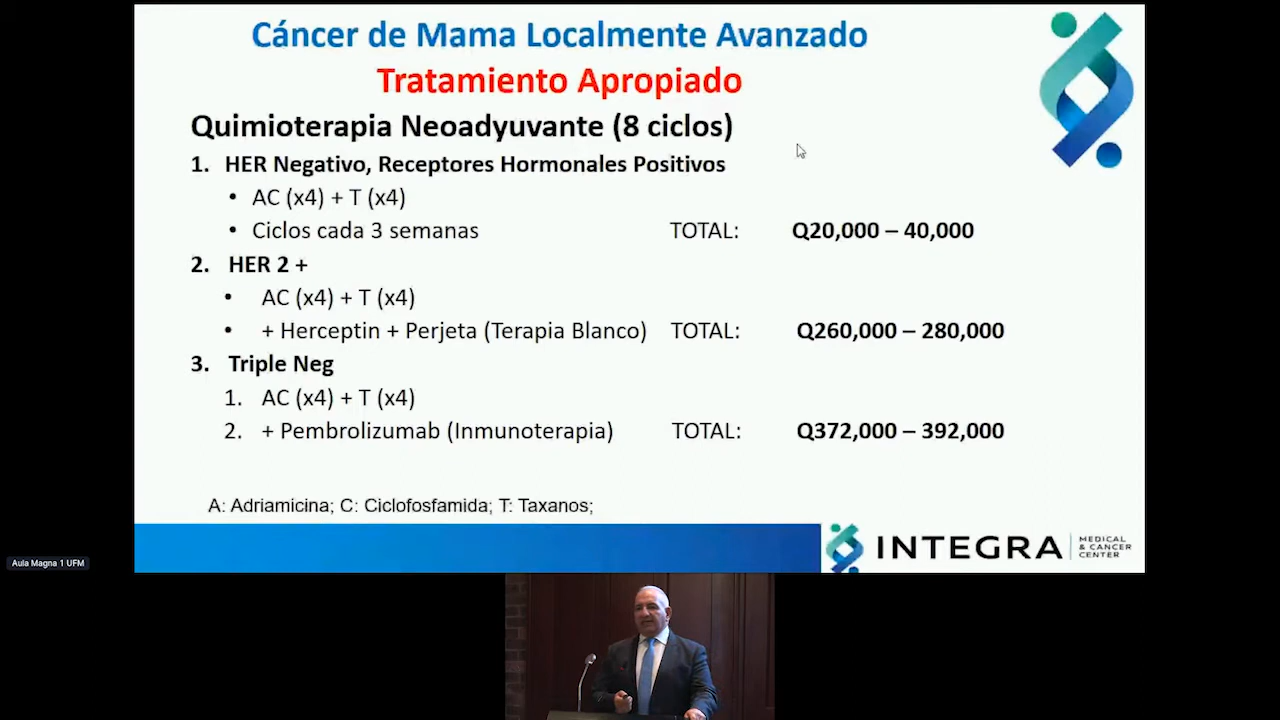 Cáncer de Mama Localmente Avanzado
Tratamiento Apropiado
Quimioterapia Neoadyuvante (8 ciclos)
1. HER Negativo, Receptores Hormonales Positivos
• AC (x4) + T (x4)
• Ciclos cada 3 semanas TOTAL: Q20,000 – 40,000
2. HER 2 +
• AC (x4) + T (x4)
• + Herceptin + Perjeta (Terapia Blanco) TOTAL: Q260,000 – 280,000
3. Triple Neg
1. AC (x4) + T (x4)
2. + Pembrolizumab (Inmunoterapia) TOTAL: Q372,000 – 392,000
A: Adriamicina; C: Ciclofosfamida; T: Taxanos;
INTEGRA
MEDICAL
& CANCER
CENTER
Aula Magna 1 UFM